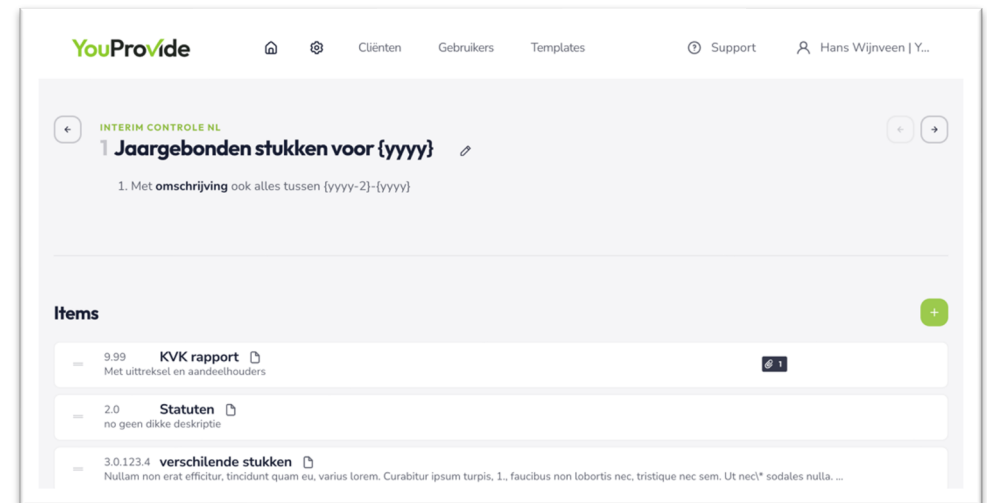 YouProvide
Cliënten Gebruikers Templates Support Hans Wijnveen | Y...
INTERIM CONTROLE NL
1 Jaargebonden stukken voor {yyyy}
1. Met omschrijving ook alles tussen {yyyy-2}-{yyyy}
Items
9.99 KVK rapport 1
Met uittreksel en aandeelhouders
2.0 Statuten
no geen dikke deskriptie
3.0.123.4 verschilende stukken
Nullam non erat efficitur, tincidunt quam eu, varius lorem. Curabitur ipsum turpis, 1., faucibus non lobortis nec, tristique nec sem. Ut nec\* sodales nulla. ...